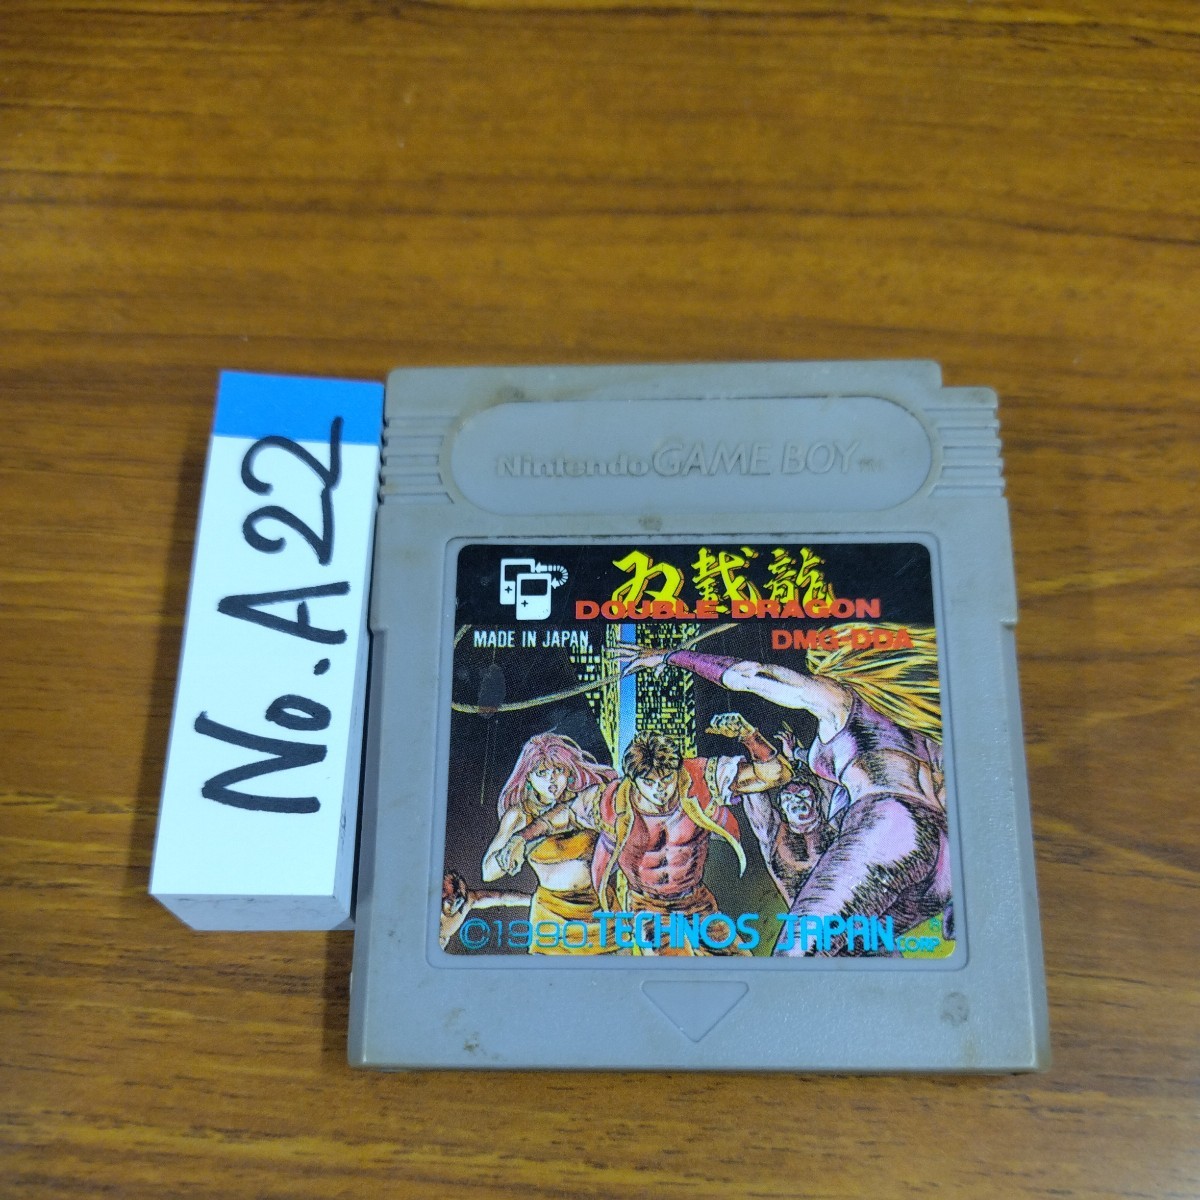 No.A22
Nintendo GAME BOY TM
双截龍
DOUBLE DRAGON
MADE IN JAPAN
DMG-DDA
©1990. TECHNOS JAPAN CORP